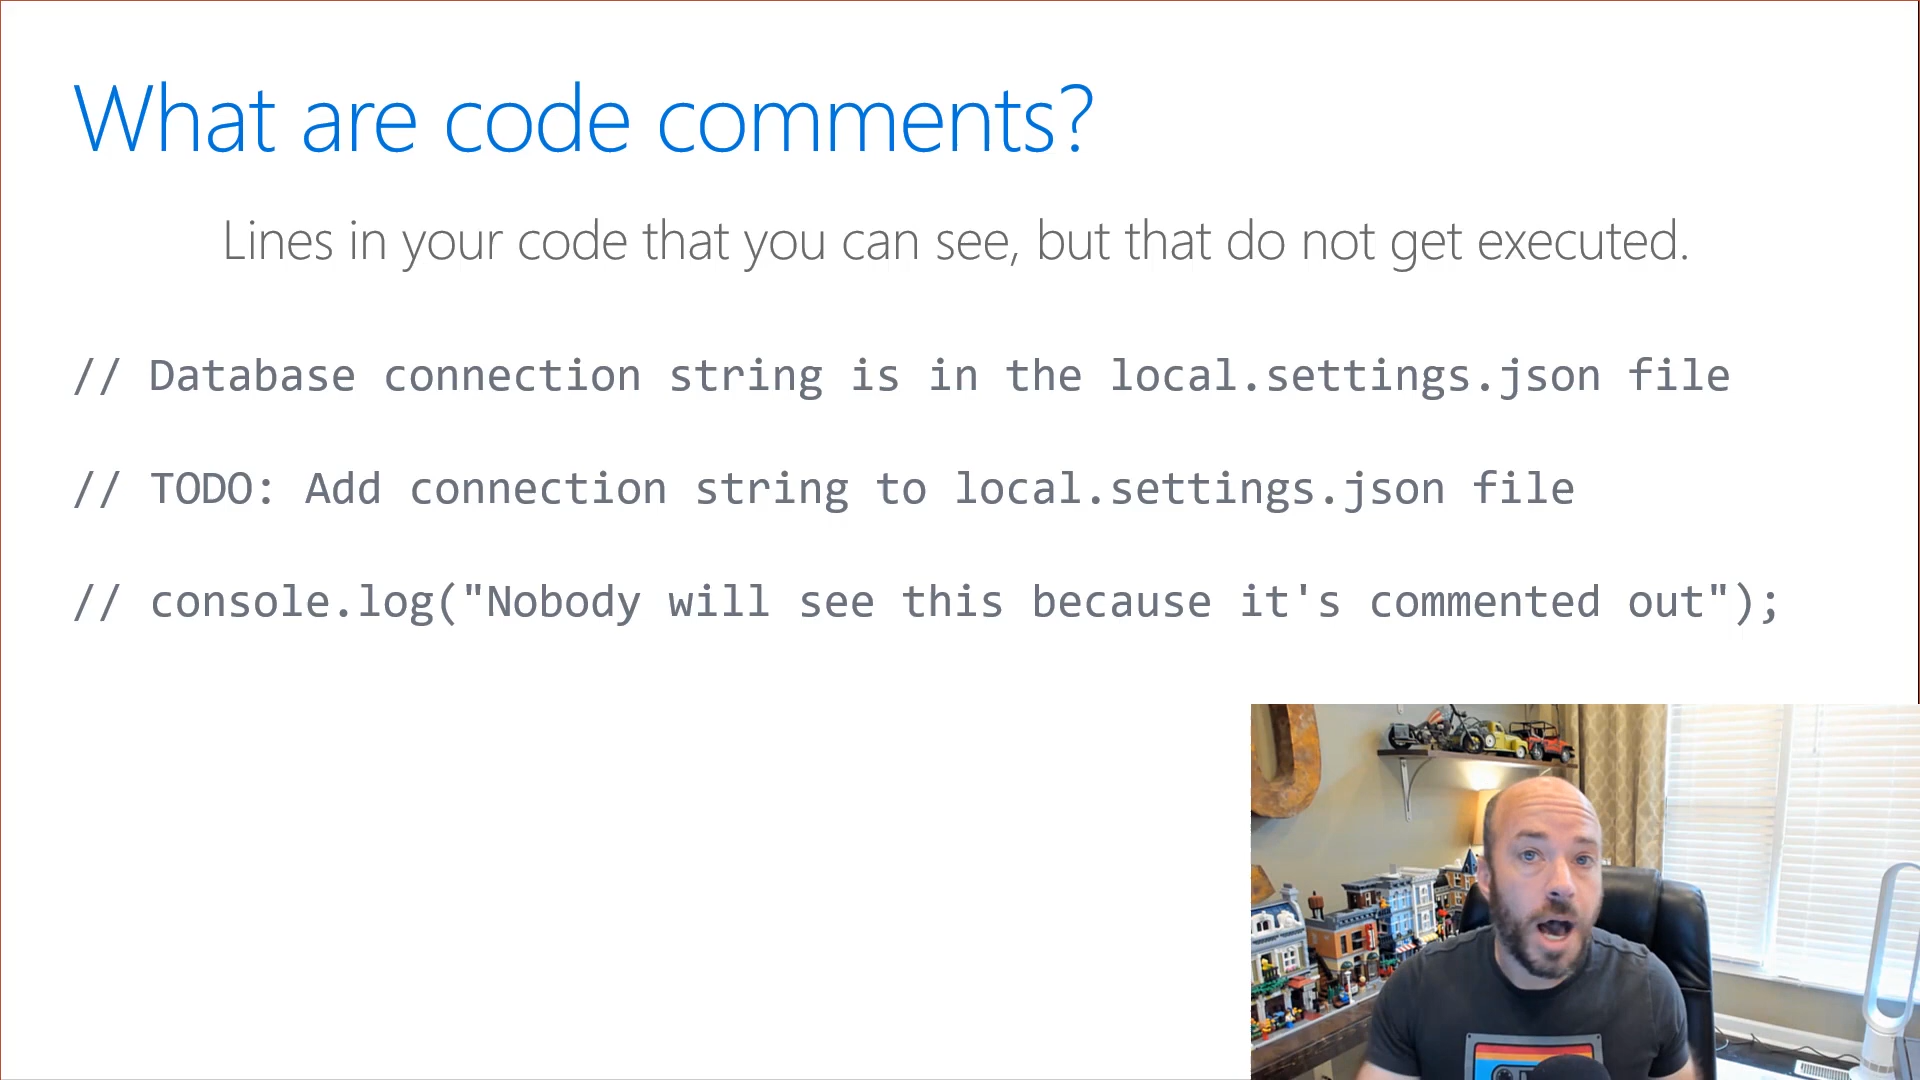 What are code comments?
Lines in your code that you can see, but that do not get executed.
// Database connection string is in the local.settings.json file
// TODO: Add connection string to local.settings.json file
// console.log("Nobody will see this because it's commented out");